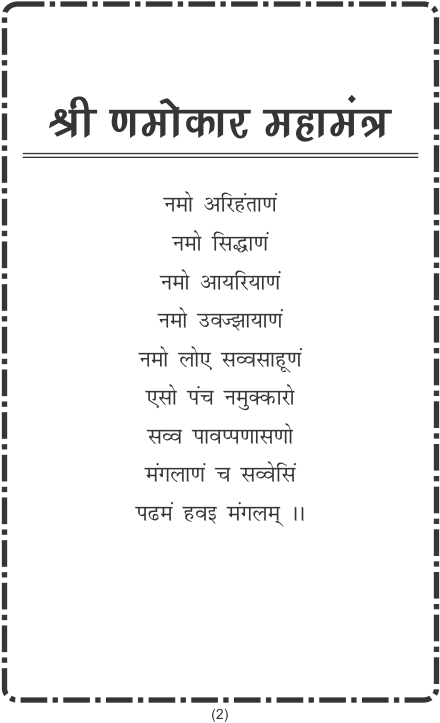 श्री णमोकार महामंत्र
नमो अरिहंताणं
नमो सिद्धाणं
नमो आयरियाणं
नमो उवज्झायाणं
नमो लोए सव्वसाहूणं
एसो पंच नमुक्कारो
सव्व पावप्पणासणो
मंगलाणं च सव्वेसिं
पढमं हवइ मंगलम् ।।
(2)